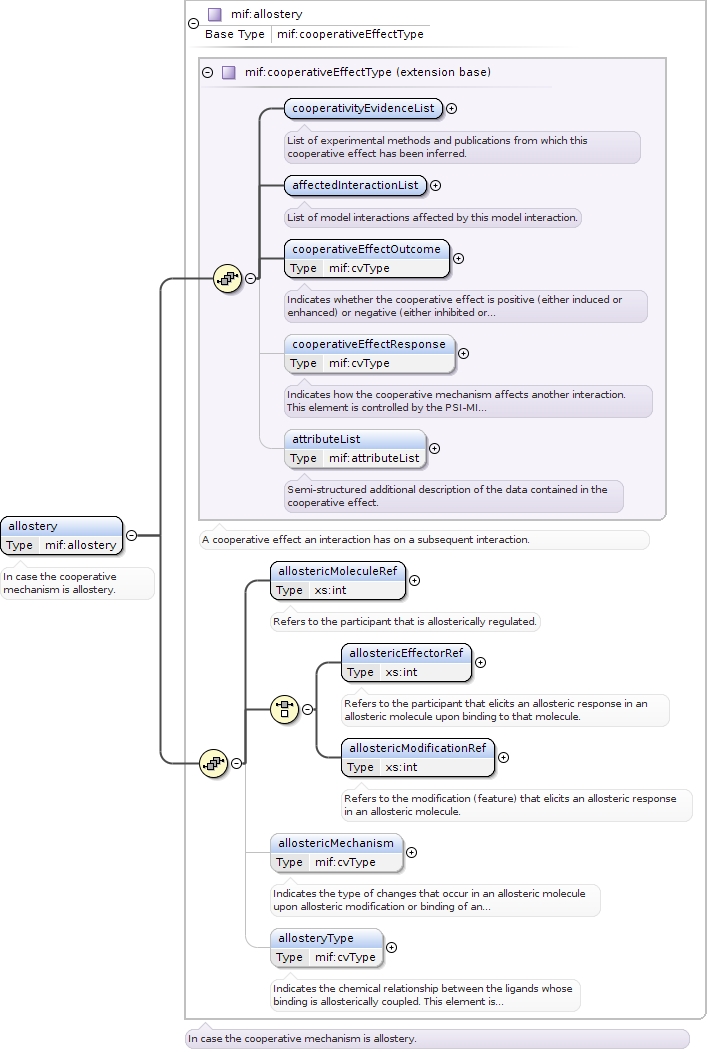 mif:allostery
Base Type mif:cooperativeEffectType
mif:cooperativeEffectType (extension base)
cooperativityEvidenceList
List of experimental methods and publications from which this
cooperative effect has been inferred.
affectedInteractionList
List of model interactions affected by this model interaction.
cooperativeEffectOutcome
Type mif:cvType
Indicates whether the cooperative effect is positive (either induced or
enhanced) or negative (either inhibited or...
cooperativeEffectResponse
Type mif:cvType
Indicates how the cooperative mechanism affects another interaction.
This element is controlled by the PSI-MI...
attributeList
Type mif:attributeList
Semi-structured additional description of the data contained in the
cooperative effect.
allostery
Type mif:allostery
In case the cooperative
mechanism is allostery.
A cooperative effect an interaction has on a subsequent interaction.
allostericMoleculeRef
Type xs:int
Refers to the participant that is allosterically regulated.
allostericEffectorRef
Type xs:int
Refers to the participant that elicits an allosteric response in an
allosteric molecule upon binding to that molecule.
allostericModificationRef
Type xs:int
Refers to the modification (feature) that elicits an allosteric response
in an allosteric molecule.
allostericMechanism
Type mif:cvType
Indicates the type of changes that occur in an allosteric molecule
upon allosteric modification or binding of an...
allosteryType
Type mif:cvType
Indicates the chemical relationship between the ligands whose
binding is allosterically coupled. This element is...
In case the cooperative mechanism is allostery.